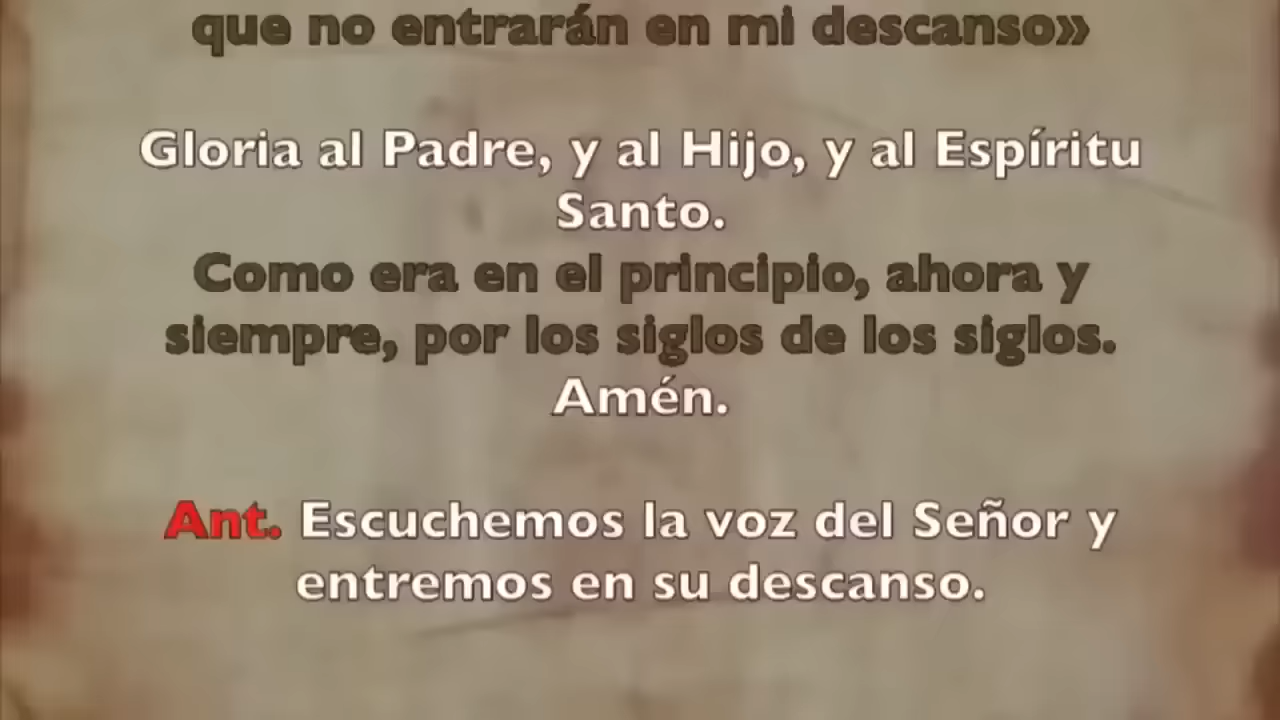 que no entrarán en mi descanso»
Gloria al Padre, y al Hijo, y al Espíritu
Santo.
Como era en el principio, ahora y
siempre, por los siglos de los siglos.
Amén.
Ant. Escuchemos la voz del Señor y
entremos en su descanso.